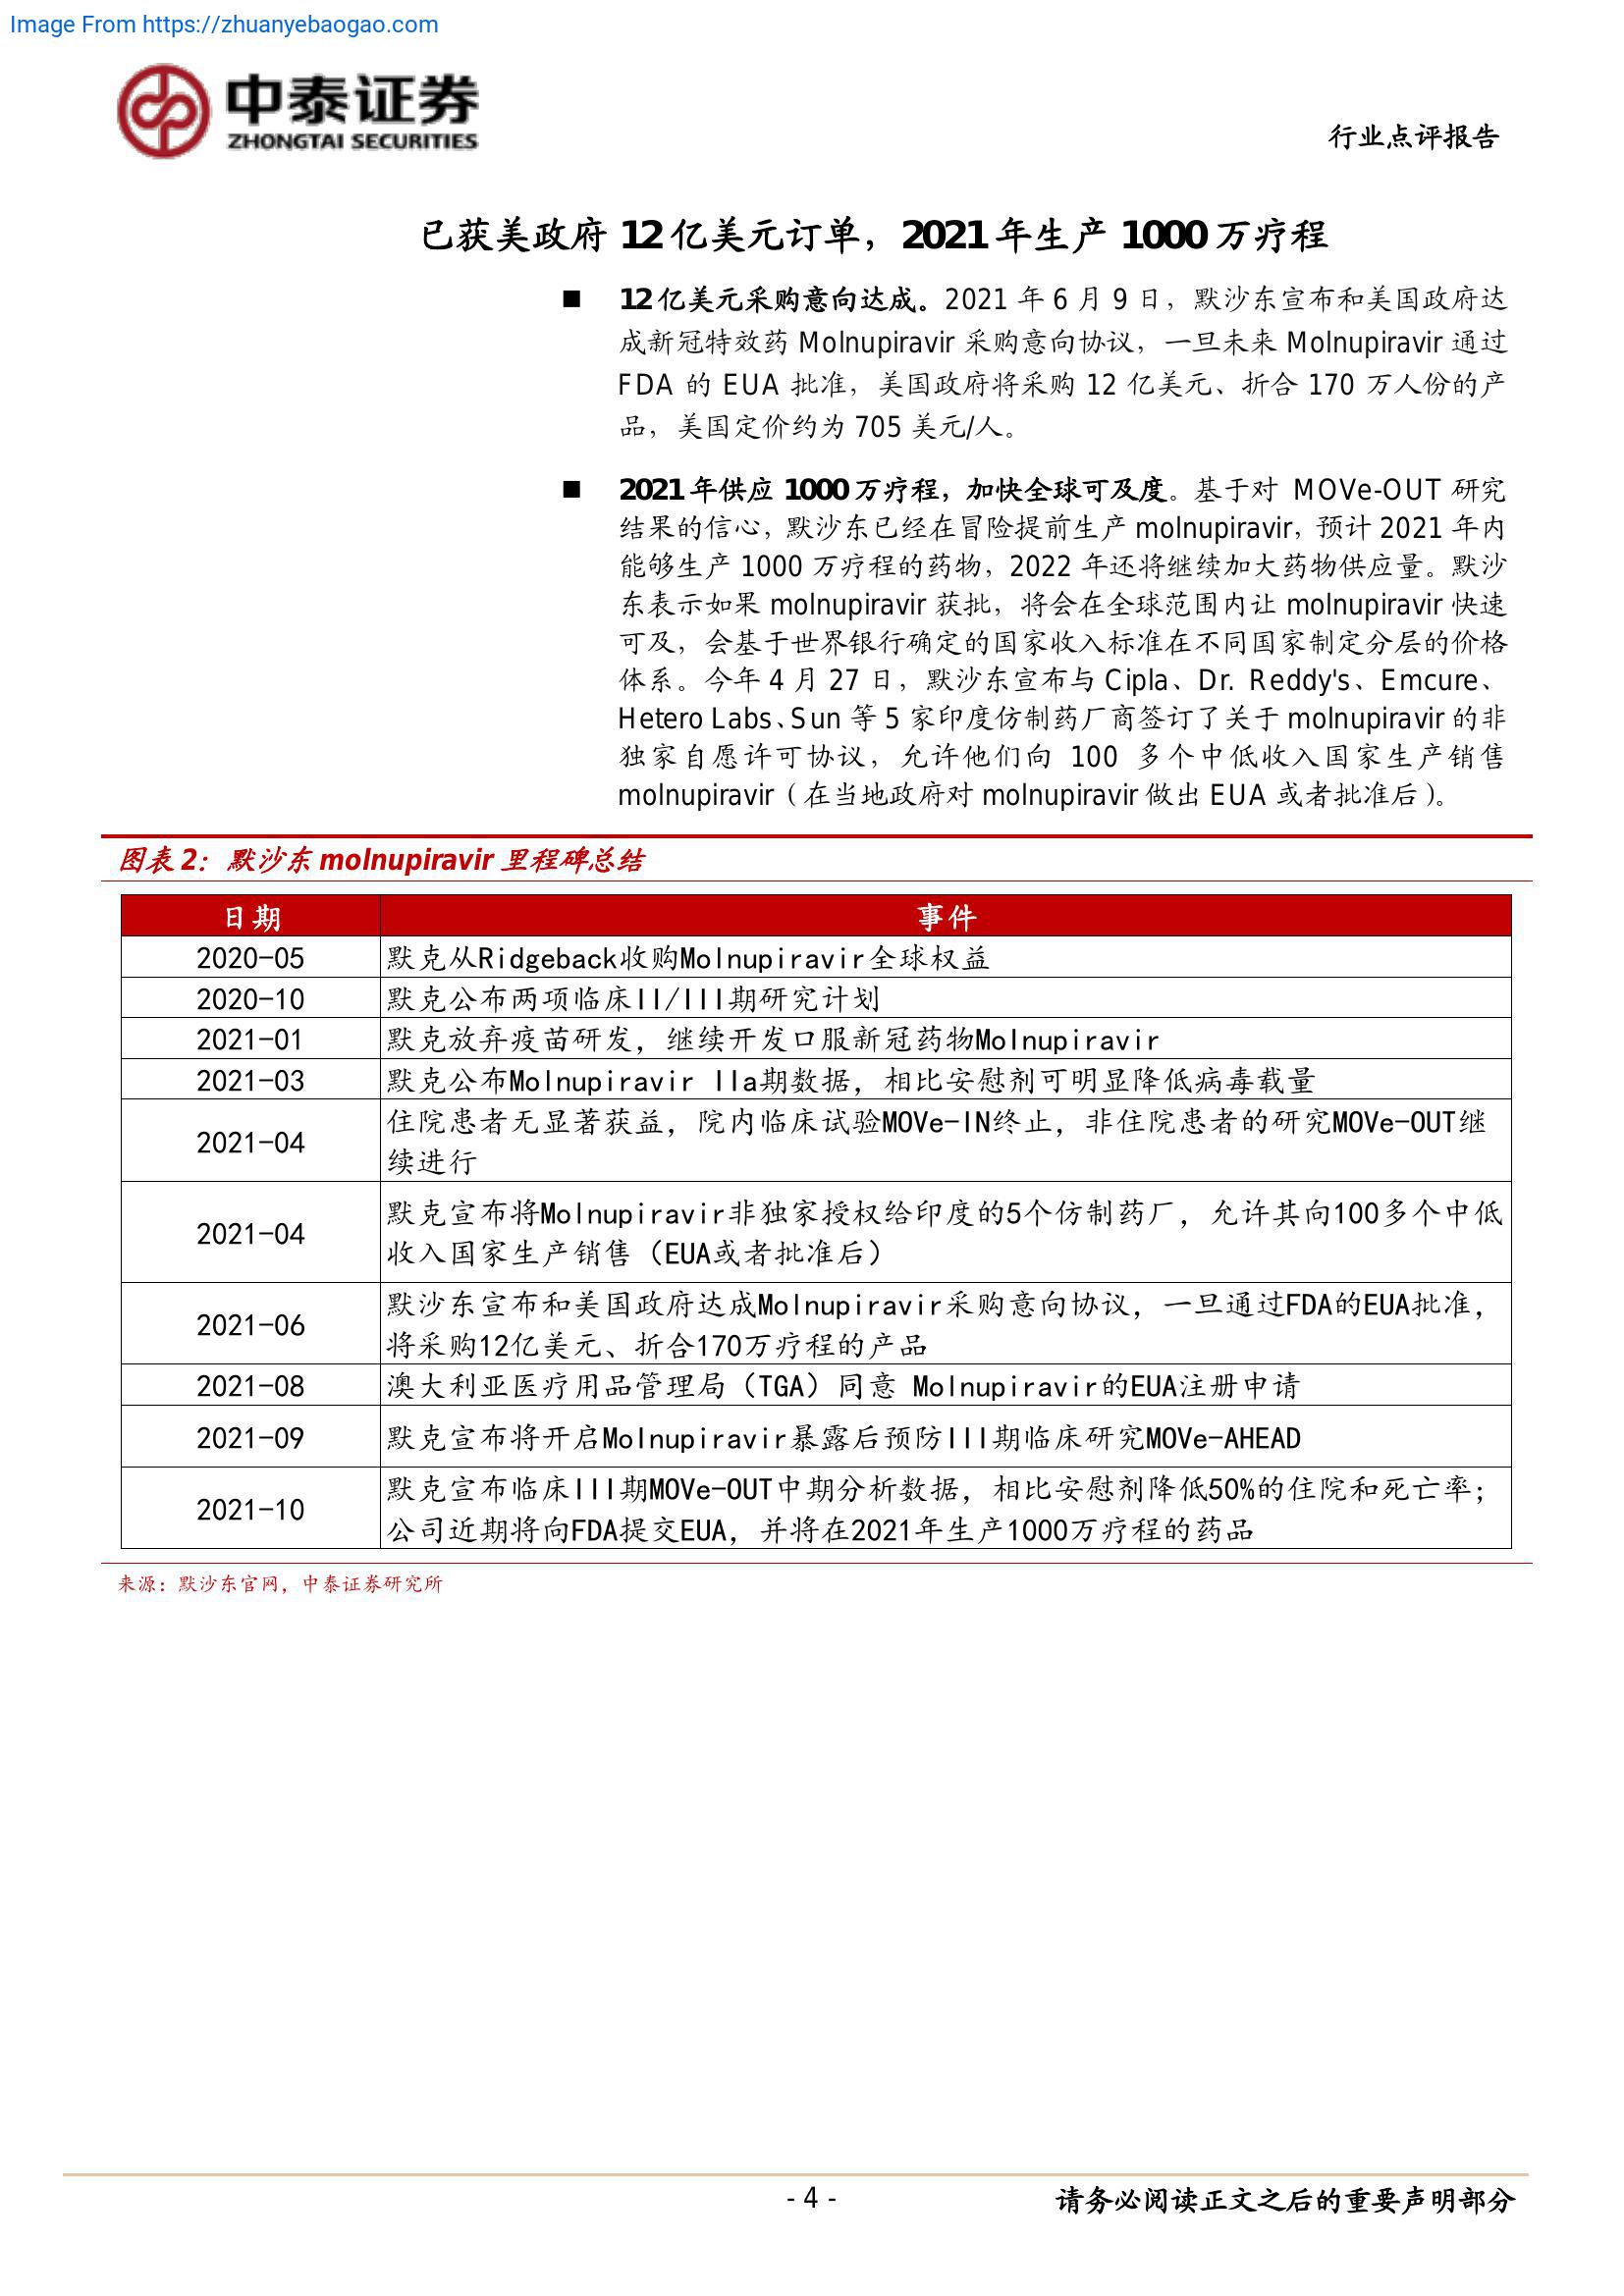 Image From https://zhuanyebaogao.com
中泰证券
ZHONGTAI SECURITIES
行业点评报告
已获美政府 12 亿美元订单，2021 年生产 1000 万疗程
■ 12 亿美元采购意向达成。2021 年 6 月 9 日，默沙东宣布和美国政府达
成新冠特效药 Molnupiravir 采购意向协议，一旦未来 Molnupiravir 通过
FDA 的 EUA 批准，美国政府将采购 12 亿美元、折合 170 万人份的产
品，美国定价约为 705 美元/人。
■ 2021 年供应 1000 万疗程，加快全球可及度。基于对 MOVe-OUT 研究
结果的信心，默沙东已经在冒险提前生产 molnupiravir，预计 2021 年内
能够生产 1000 万疗程的药物，2022 年还将继续加大药物供应量。默沙
东表示如果 molnupiravir 获批，将会在全球范围内让 molnupiravir 快速
可及，会基于世界银行确定的国家收入标准在不同国家制定分层的价格
体系。今年 4 月 27 日，默沙东宣布与 Cipla、Dr. Reddy's、Emcure、
Hetero Labs、Sun 等 5 家印度仿制药厂商签订了关于 molnupiravir 的非
独家自愿许可协议，允许他们向 100 多个中低收入国家生产销售
molnupiravir（在当地政府对 molnupiravir 做出 EUA 或者批准后）。
图表 2：默沙东 molnupiravir 里程碑总结
日期 事件
2020-05 默克从Ridgeback收购Molnupiravir全球权益
2020-10 默克公布两项临床II/III期研究计划
2021-01 默克放弃疫苗研发，继续开发口服新冠药物Molnupiravir
2021-03 默克公布Molnupiravir IIa期数据，相比安慰剂可明显降低病毒载量
2021-04 住院患者无显著获益，院内临床试验MOVe-IN终止，非住院患者的研究MOVe-OUT继
续进行
2021-04 默克宣布将Molnupiravir非独家授权给印度的5个仿制药厂，允许其向100多个中低
收入国家生产销售（EUA或者批准后）
2021-06 默沙东宣布和美国政府达成Molnupiravir采购意向协议，一旦通过FDA的EUA批准，
将采购12亿美元、折合170万疗程的产品
2021-08 澳大利亚医疗用品管理局（TGA）同意 Molnupiravir的EUA注册申请
2021-09 默克宣布将开启Molnupiravir暴露后预防III期临床研究MOVe-AHEAD
2021-10 默克宣布临床III期MOVe-OUT中期分析数据，相比安慰剂降低50%的住院和死亡率；
公司近期将向FDA提交EUA，并将在2021年生产1000万疗程的药品
来源：默沙东官网，中泰证券研究所
- 4 -
请务必阅读正文之后的重要声明部分